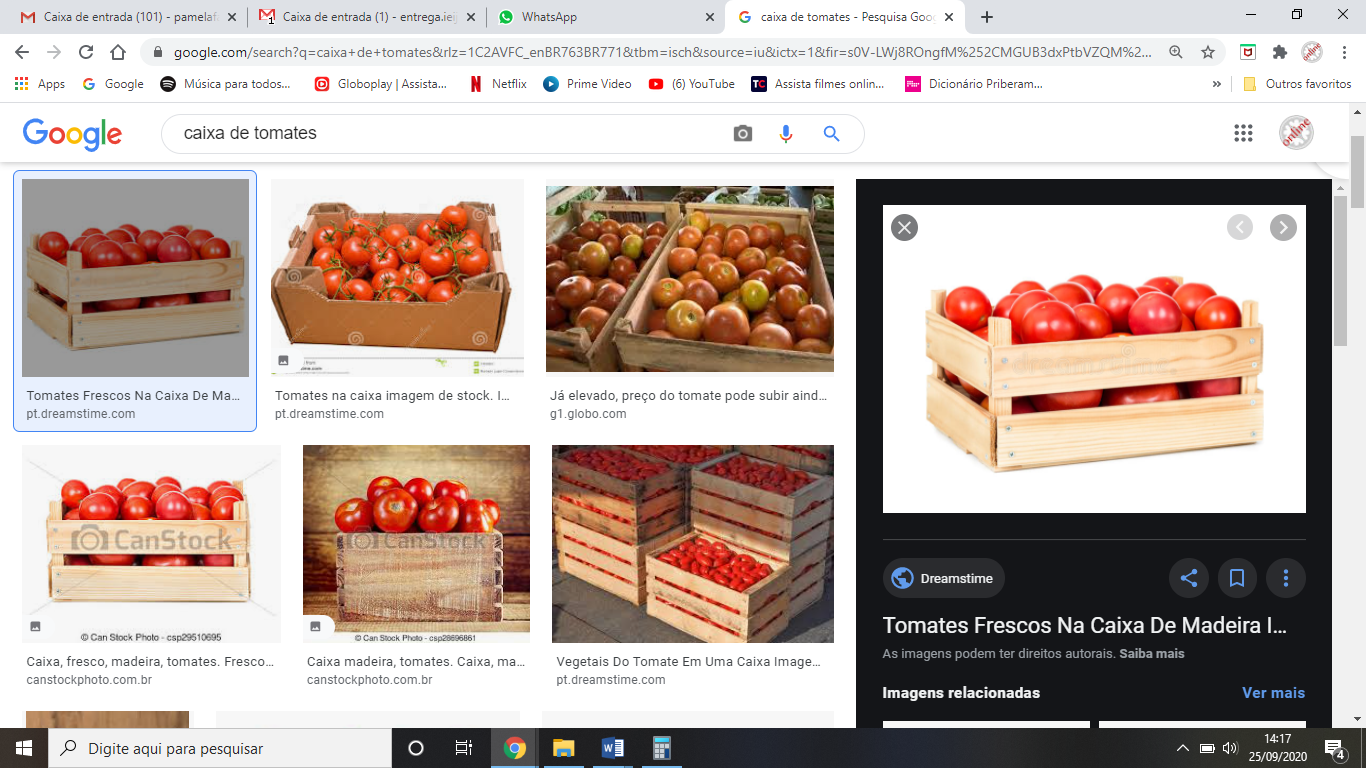 Caixa de entrada (101) - pamelaf
Caixa de entrada (1) - entrega.iei
WhatsApp
caixa de tomates - Pesquisa Goo
google.com/search?q=caixa+de+tomates&rlz=1C2AVFC_enBR763BR771&tbm=isch&source=iu&ictx=1&fir=s0V-LWj8ROngfM%252CMGUB3dxPtbVZQM%2...
Apps
Google
Música para todos...
Globoplay | Assista...
Netflix
Prime Video
(6) YouTube
Assista filmes onlin...
Dicionário Priberam...
»
Outros favoritos
Google
caixa de tomates
online
Tomates Frescos Na Caixa De Ma...
pt.dreamstime.com
Tomates na caixa imagem de stock. I...
pt.dreamstime.com
Já elevado, preço do tomate pode subir aind...
g1.globo.com
CanStock
© Can Stock Photo - csp29510695
Caixa, fresco, madeira, tomates. Fresco...
canstockphoto.com.br
CanStock
© Can Stock Photo - csp28696861
Caixa madeira, tomates. Caixa, ma...
canstockphoto.com.br
Vegetais Do Tomate Em Uma Caixa Image...
pt.dreamstime.com
Dreamstime
Tomates Frescos Na Caixa De Madeira I...
As imagens podem ter direitos autorais. Saiba mais
Imagens relacionadas
Ver mais
Digite aqui para pesquisar
14:17
25/09/2020
4